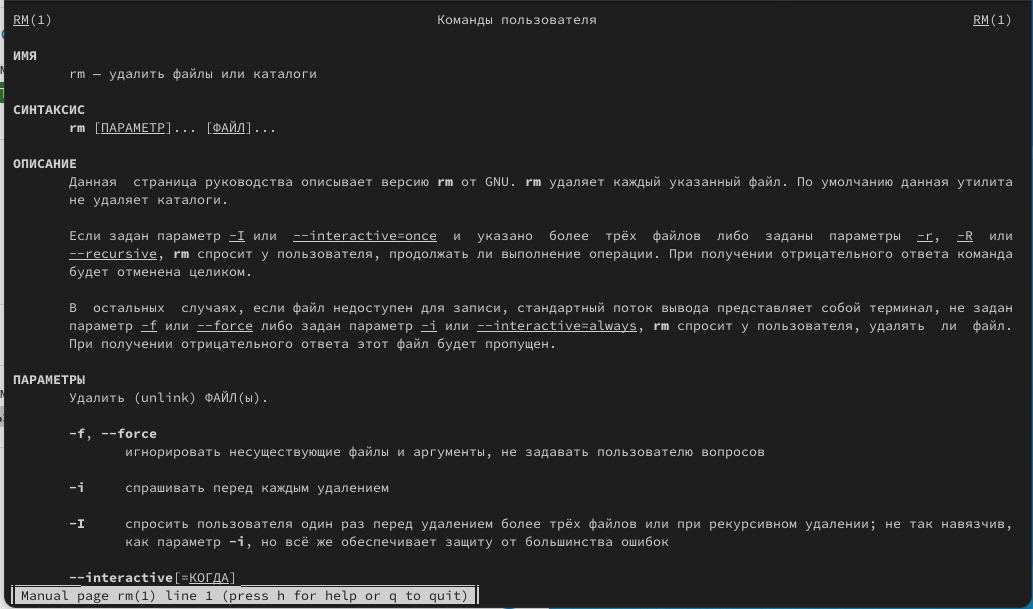 RM(1) Команды пользователя RM(1)
ИМЯ
rm — удалить файлы или каталоги
СИНТАКСИС
rm [ПАРАМЕТР]... [ФАЙЛ]...
ОПИСАНИЕ
Данная страница руководства описывает версию rm от GNU. rm удаляет каждый указанный файл. По умолчанию данная утилита
не удаляет каталоги.
Если задан параметр -I или --interactive=once и указано более трёх файлов либо заданы параметры -r, -R или
--recursive, rm спросит у пользователя, продолжать ли выполнение операции. При получении отрицательного ответа команда
будет отменена целиком.
В остальных случаях, если файл недоступен для записи, стандартный поток вывода представляет собой терминал, не задан
параметр -f или --force либо задан параметр -i или --interactive=always, rm спросит у пользователя, удалять ли файл.
При получении отрицательного ответа этот файл будет пропущен.
ПАРАМЕТРЫ
Удалить (unlink) ФАЙЛ(ы).
-f, --force
игнорировать несуществующие файлы и аргументы, не задавать пользователю вопросов
-i спрашивать перед каждым удалением
-I спросить пользователя один раз перед удалением более трёх файлов или при рекурсивном удалении; не так навязчив,
как параметр -i, но всё же обеспечивает защиту от большинства ошибок
--interactive[=КОГДА]
Manual page rm(1) line 1 (press h for help or q to quit)